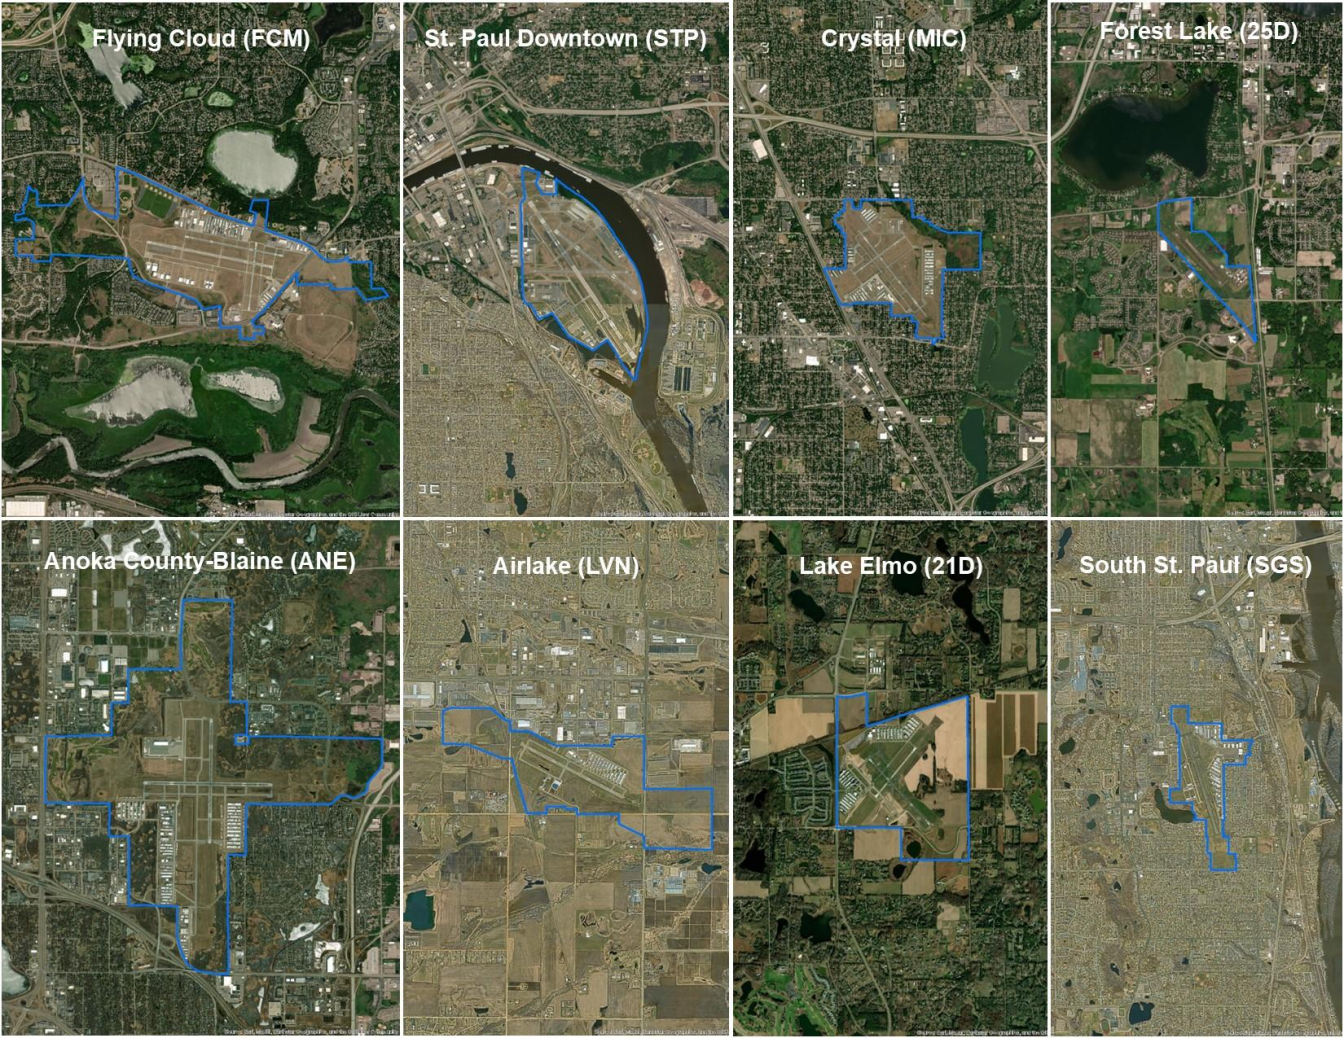 Flying Cloud (FCM)
St. Paul Downtown (STP)
Crystal (MIC)
Forest Lake (25D)
Anoka County-Blaine (ANE)
Airlake (LVN)
Lake Elmo (21D)
South St. Paul (SGS)